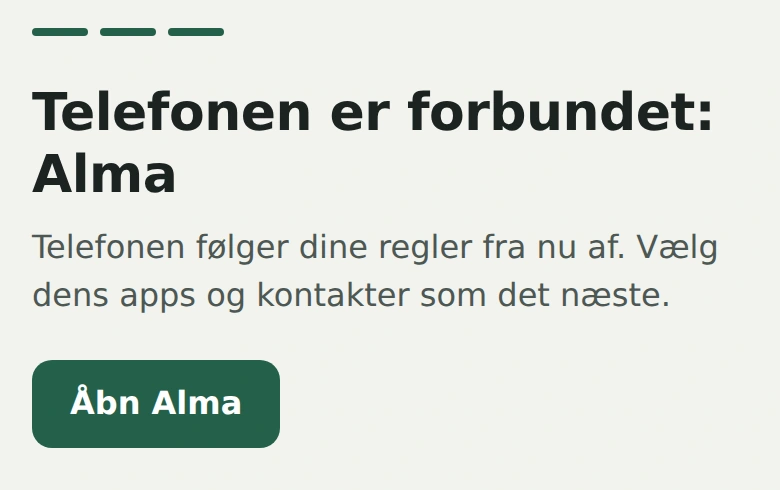 Telefonen er forbundet:
Alma
Telefonen følger dine regler fra nu af. Vælg
dens apps og kontakter som det næste.
Åbn Alma